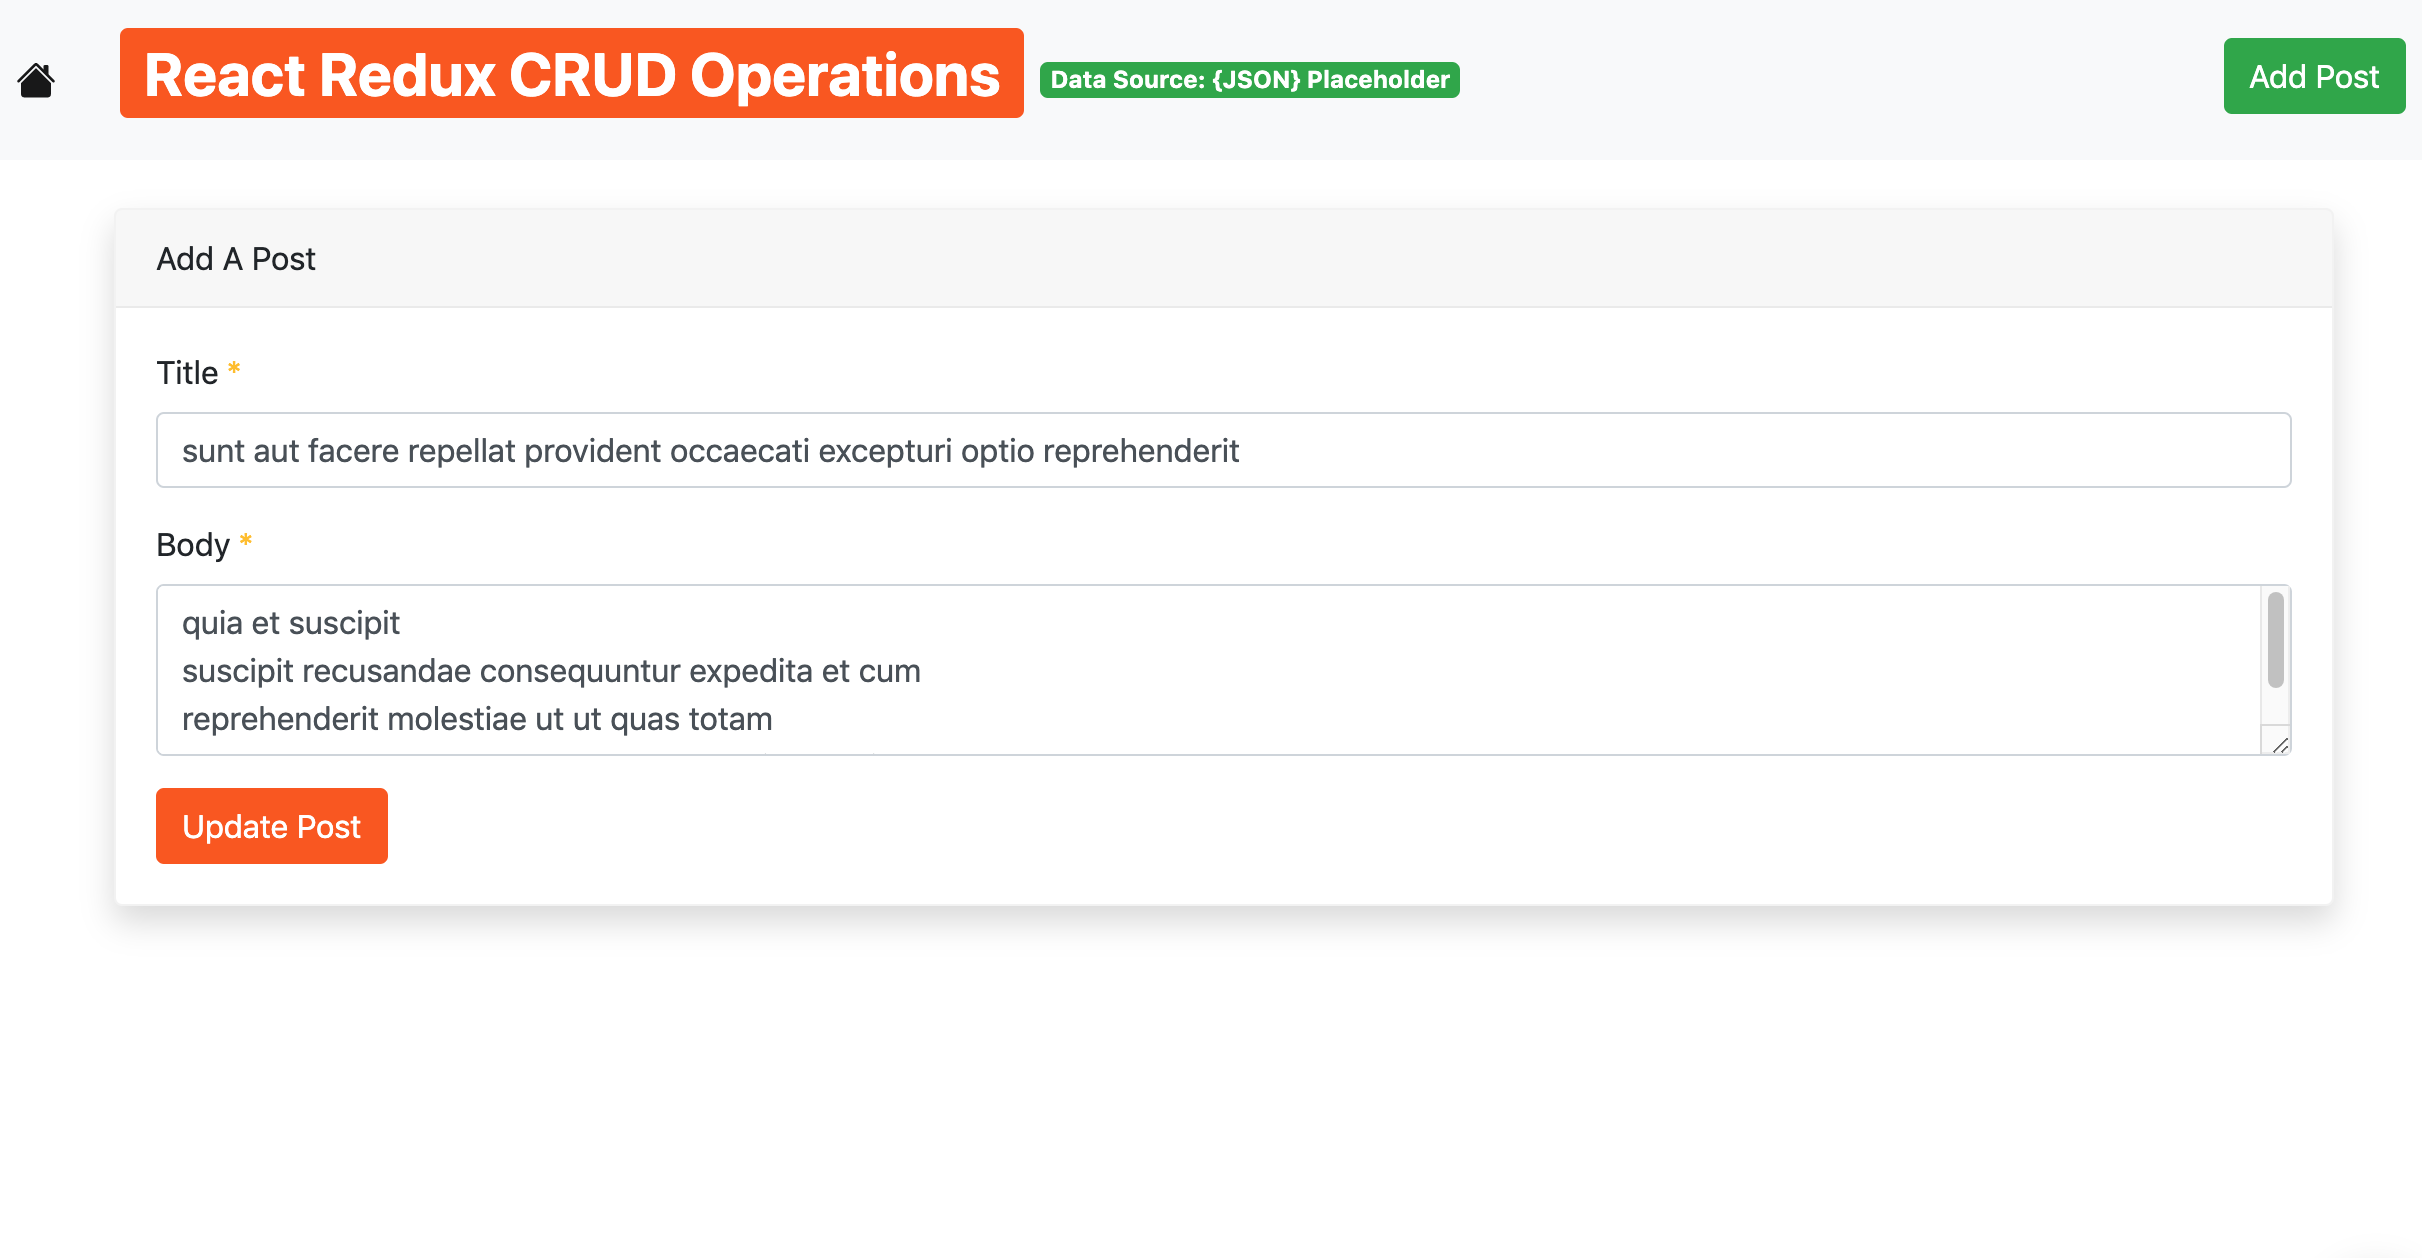 React Redux CRUD Operations
Data Source: {JSON} Placeholder
Add Post
Add A Post
Title *
sunt aut facere repellat provident occaecati excepturi optio reprehenderit
Body *
quia et suscipit
suscipit recusandae consequuntur expedita et cum
reprehenderit molestiae ut ut quas totam
Update Post